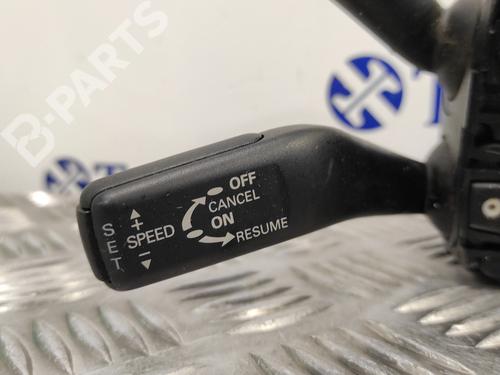 B-PARTS
T
OFF
CANCEL
ON
RESUME
+
SPEED
−
SET